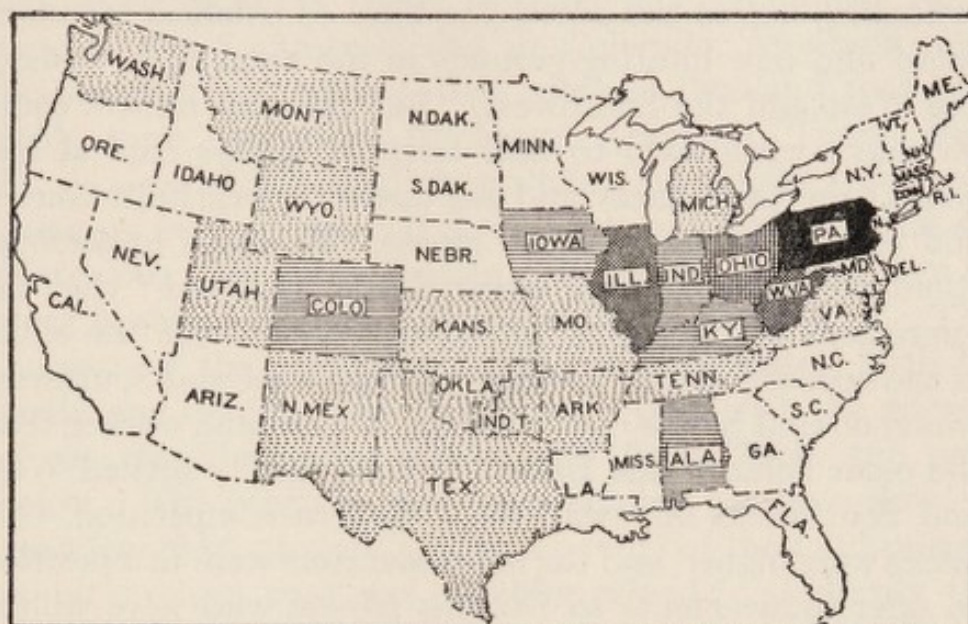 WASH.
MONT.
N.DAK.
MINN.
ME.
VT.
N.H.
ORE.
IDAHO
S.DAK.
WIS.
MICH.
N.Y.
MASS.
R.I.
WYO.
NEBR.
IOWA
PA.
N.J.
NEV.
UTAH
COLO
ILL.
IND.
OHIO
W.VA.
MD.
DEL.
CAL.
KANS.
MO.
KY.
VA.
ARIZ.
N.MEX
OKLA.
IND.T.
ARK.
TENN.
N.C.
S.C.
TEX.
LA.
MISS.
ALA
GA.
FLA.